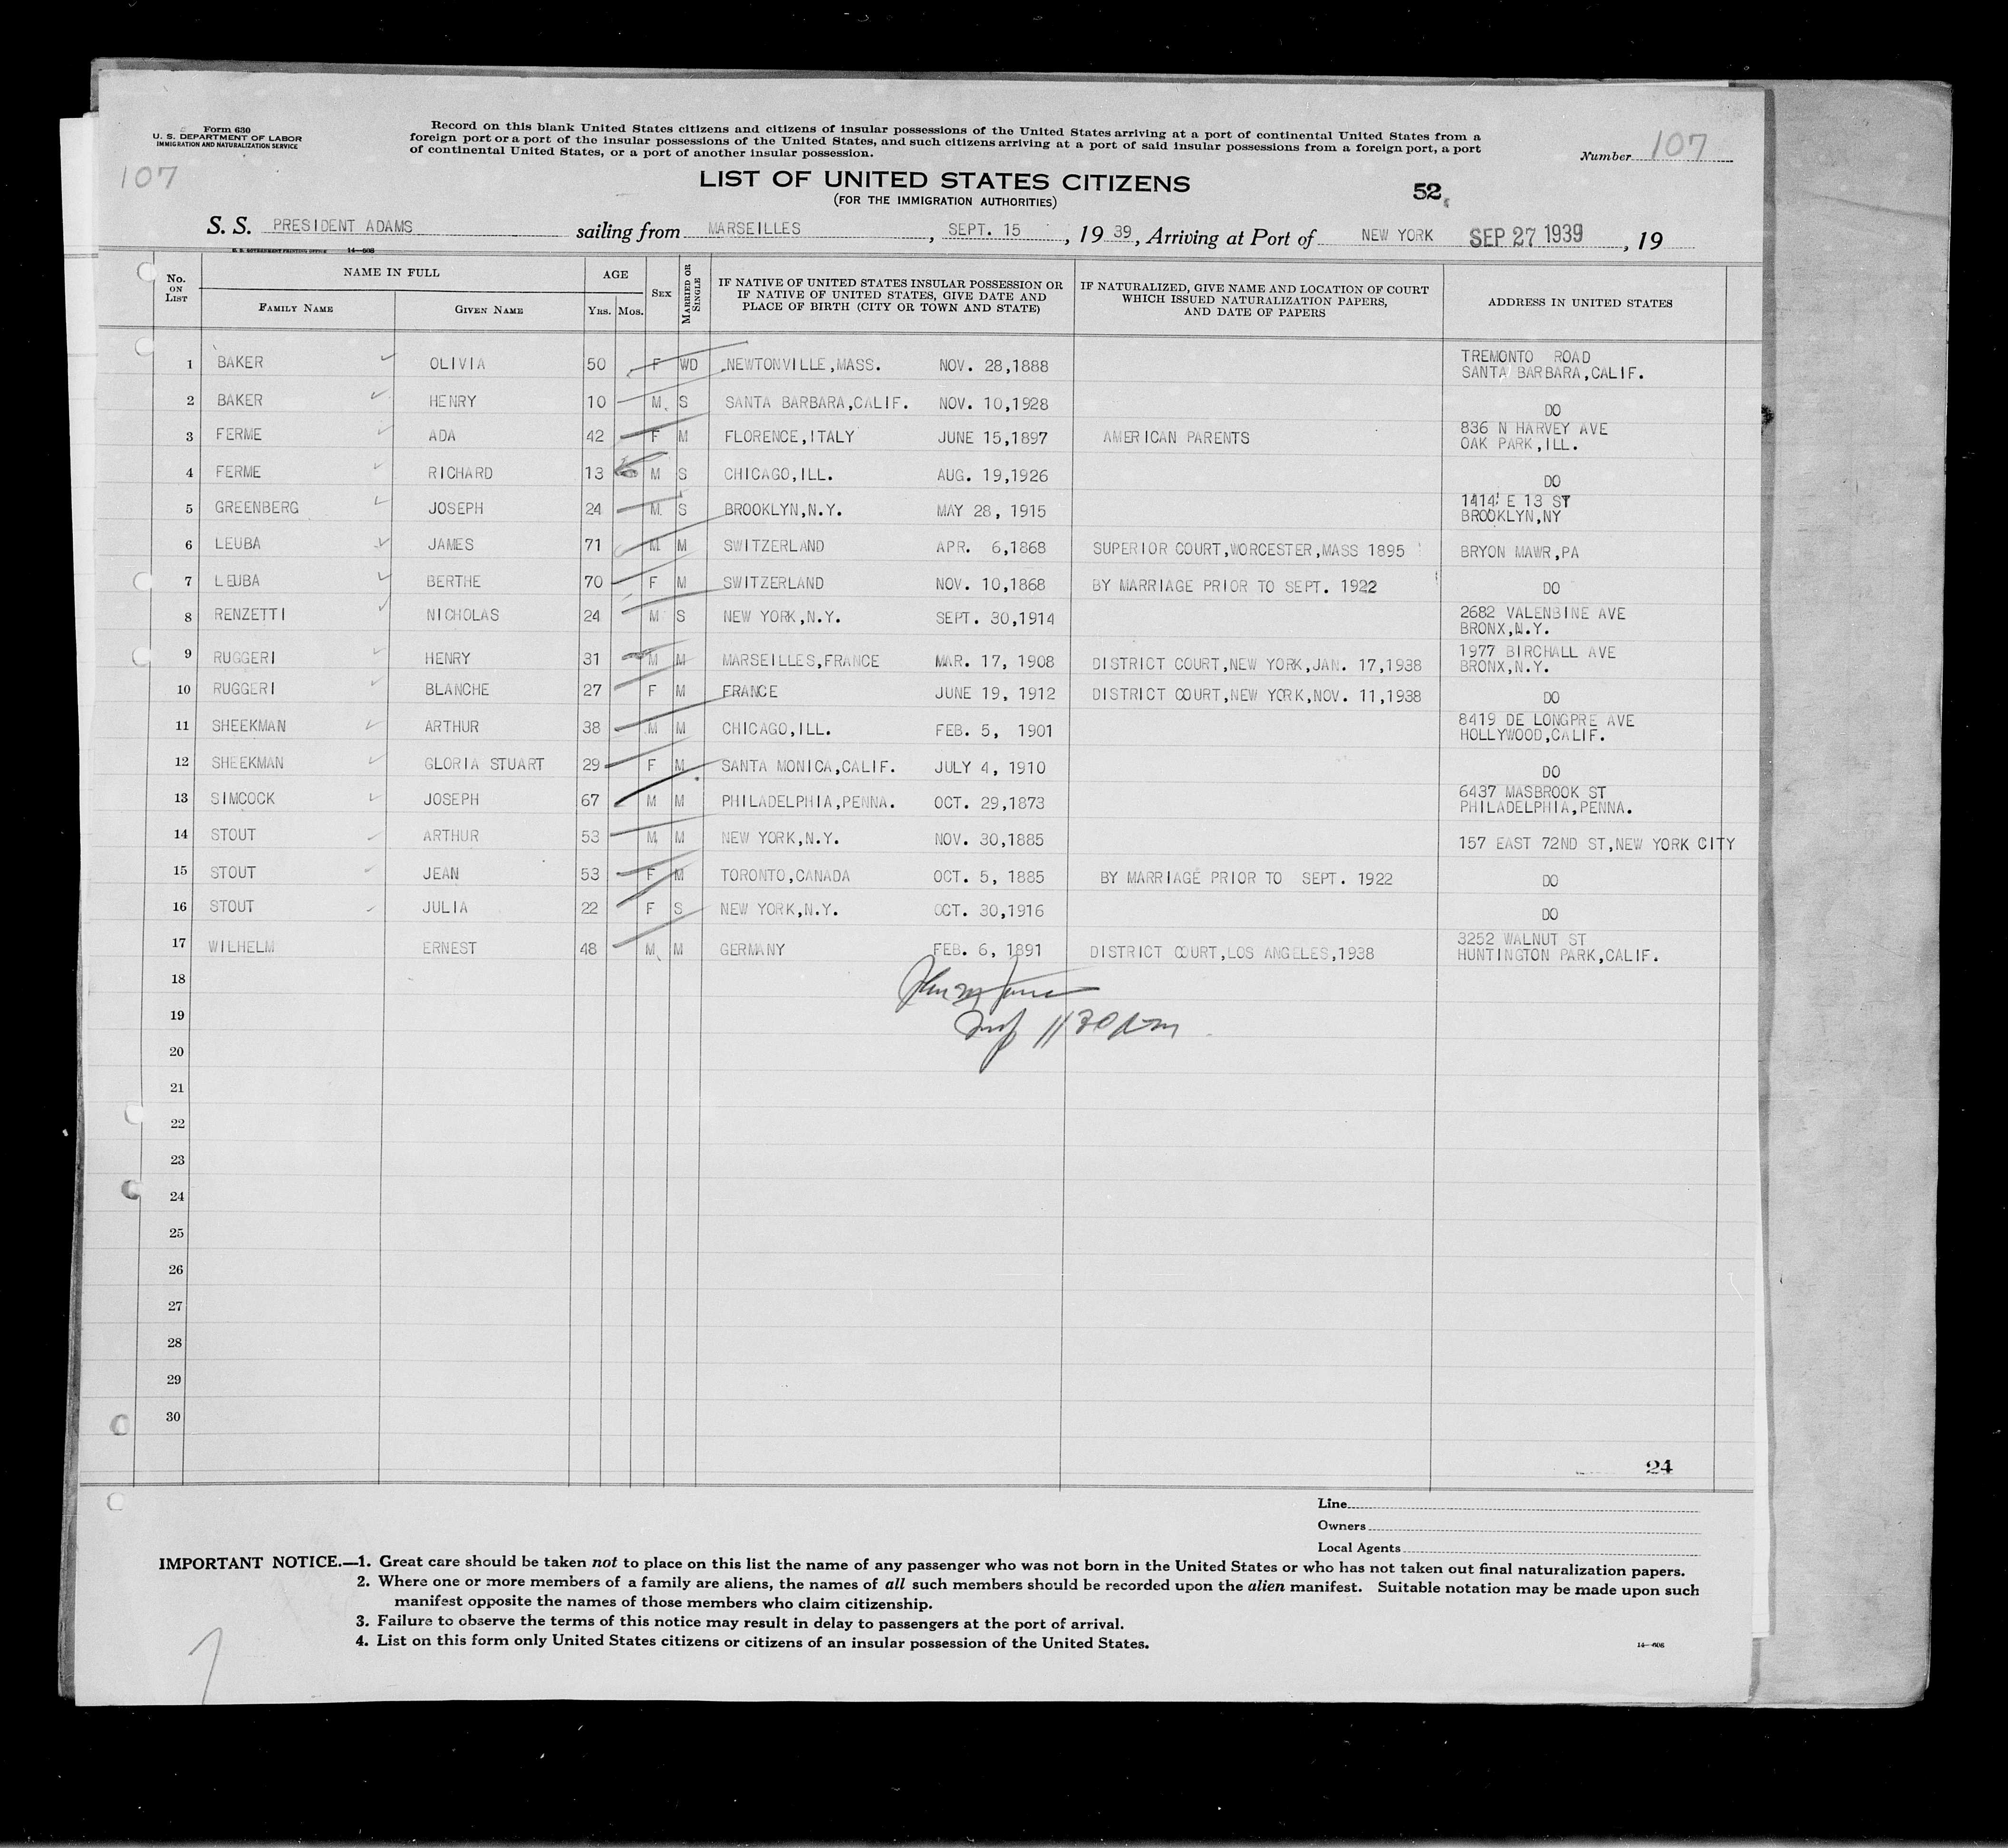 Form 630
U. S. DEPARTMENT OF LABOR
IMMIGRATION AND NATURALIZATION SERVICE
Record on this blank United States citizens and citizens of insular possessions of the United States arriving at a port of continental United States from a
foreign port or a port of the insular possessions of the United States, and such citizens arriving at a port of said insular possessions from a foreign port, a port
of continental United States, or a port of another insular possession.
Number 107
107
LIST OF UNITED STATES CITIZENS
(FOR THE IMMIGRATION AUTHORITIES)
52
S. S. PRESIDENT ADAMS sailing from MARSEILLES, SEPT. 15, 19 39, Arriving at Port of NEW YORK SEP 27 1939, 19
U. S. GOVERNMENT PRINTING OFFICE 14—606
No. ON LIST
NAME IN FULL
FAMILY NAME GIVEN NAME
AGE
YRS. MOS.
SEX
MARRIED OR SINGLE
IF NATIVE OF UNITED STATES INSULAR POSSESSION OR
IF NATIVE OF UNITED STATES, GIVE DATE AND
PLACE OF BIRTH (CITY OR TOWN AND STATE)
IF NATURALIZED, GIVE NAME AND LOCATION OF COURT
WHICH ISSUED NATURALIZATION PAPERS,
AND DATE OF PAPERS
ADDRESS IN UNITED STATES
1 BAKER OLIVIA 50 F WD NEWTONVILLE,MASS. NOV. 28,1888 TREMONTO ROAD
SANTA BARBARA,CALIF.
2 BAKER HENRY 10 M S SANTA BARBARA,CALIF. NOV. 10,1928 DO
3 FERME ADA 42 F M FLORENCE,ITALY JUNE 15,1897 AMERICAN PARENTS 836 N HARVEY AVE
OAK PARK,ILL.
4 FERME RICHARD 13 M S CHICAGO,ILL. AUG. 19,1926 DO
5 GREENBERG JOSEPH 24 M S BROOKLYN,N.Y. MAY 28, 1915 1414 E 13 ST
BROOKLYN,NY
6 LEUBA JAMES 71 M M SWITZERLAND APR. 6,1868 SUPERIOR COURT,WORCESTER,MASS 1895 BRYON MAWR,PA
7 LEUBA BERTHE 70 F M SWITZERLAND NOV. 10,1868 BY MARRIAGE PRIOR TO SEPT. 1922 DO
8 RENZETTI NICHOLAS 24 M S NEW YORK,N.Y. SEPT. 30,1914 2682 VALENBINE AVE
BRONX,N.Y.
9 RUGGERI HENRY 31 M M MARSEILLES,FRANCE MAR. 17, 1908 DISTRICT COURT,NEW YORK,JAN. 17,1938 1977 BIRCHALL AVE
BRONX,N.Y.
10 RUGGERI BLANCHE 27 F M FRANCE JUNE 19, 1912 DISTRICT COURT,NEW YORK,NOV. 11,1938 DO
11 SHEEKMAN ARTHUR 38 M M CHICAGO,ILL. FEB. 5, 1901 8419 DE LONGPRE AVE
HOLLYWOOD,CALIF.
12 SHEEKMAN GLORIA STUART 29 F M SANTA MONICA,CALIF. JULY 4, 1910 DO
13 SIMCOCK JOSEPH 67 M M PHILADELPHIA,PENNA. OCT. 29,1873 6437 MASBROOK ST
PHILADELPHIA,PENNA.
14 STOUT ARTHUR 53 M M NEW YORK,N.Y. NOV. 30,1885 157 EAST 72ND ST,NEW YORK CITY
15 STOUT JEAN 53 F M TORONTO,CANADA OCT. 5, 1885 BY MARRIAGE PRIOR TO SEPT. 1922 DO
16 STOUT JULIA 22 F S NEW YORK,N.Y. OCT. 30,1916 DO
17 WILHELM ERNEST 48 M M GERMANY FEB. 6, 1891 DISTRICT COURT,LOS ANGELES,1938 3252 WALNUT ST
HUNTINGTON PARK,CALIF.
18
19 1130 am
20
21
22
23
24
25
26
27
28
29
30
24
Line
Owners
Local Agents
IMPORTANT NOTICE.—1. Great care should be taken not to place on this list the name of any passenger who was not born in the United States or who has not taken out final naturalization papers.
2. Where one or more members of a family are aliens, the names of all such members should be recorded upon the alien manifest. Suitable notation may be made upon such
manifest opposite the names of those members who claim citizenship.
3. Failure to observe the terms of this notice may result in delay to passengers at the port of arrival.
4. List on this form only United States citizens or citizens of an insular possession of the United States.
14—606